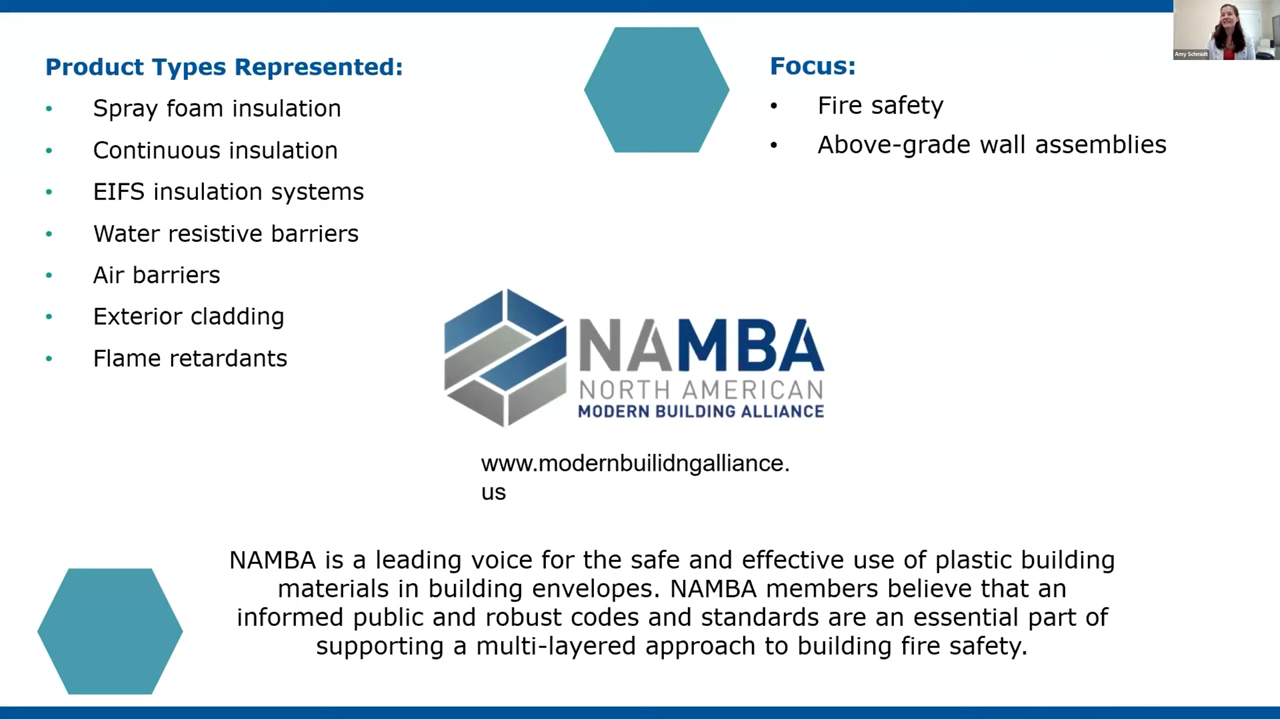 Product Types Represented:
• Spray foam insulation
• Continuous insulation
• EIFS insulation systems
• Water resistive barriers
• Air barriers
• Exterior cladding
• Flame retardants
Focus:
• Fire safety
• Above-grade wall assemblies
Amy Schmidt
NAMBA
NORTH AMERICAN
MODERN BUILDING ALLIANCE
www.modernbuilidngalliance.
us
NAMBA is a leading voice for the safe and effective use of plastic building
materials in building envelopes. NAMBA members believe that an
informed public and robust codes and standards are an essential part of
supporting a multi-layered approach to building fire safety.